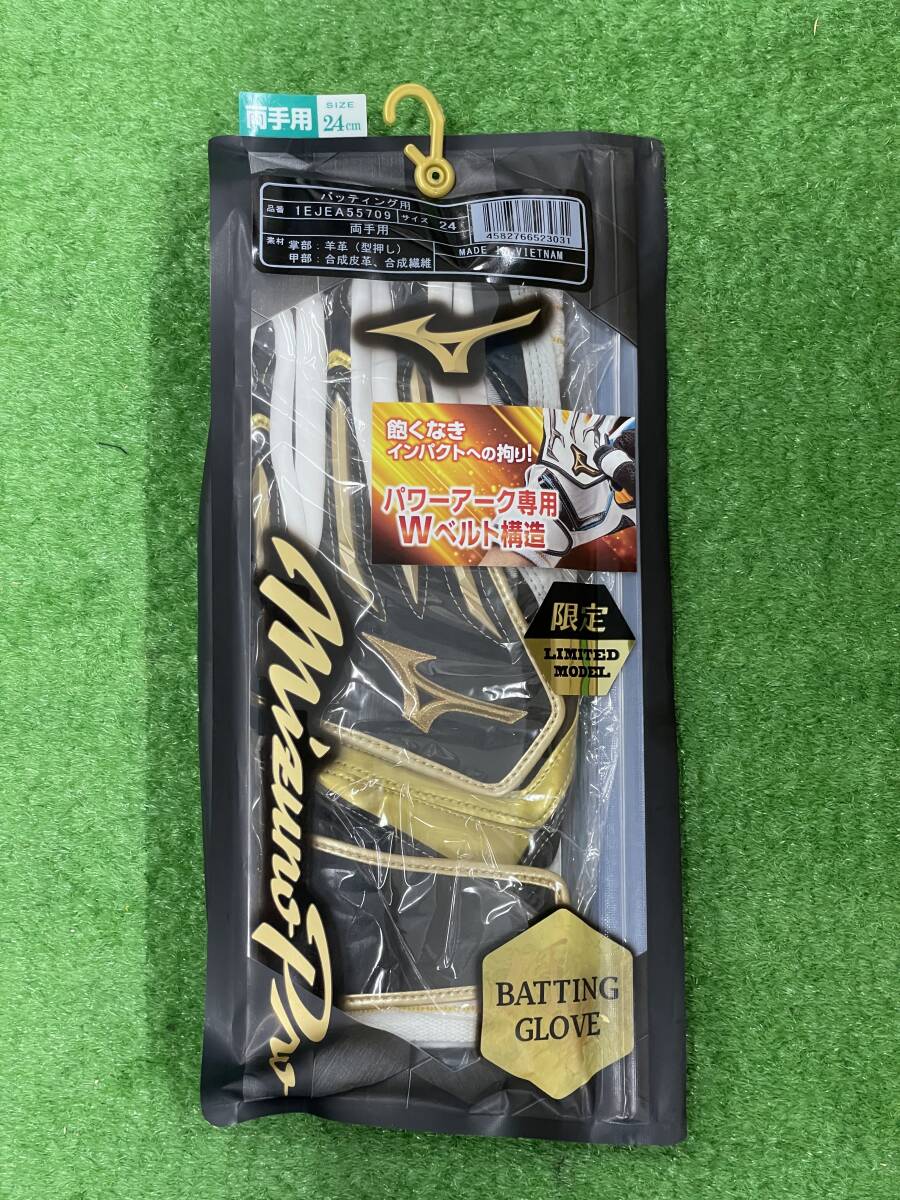 両手用
SIZE
24cm
バッティング用
品番 1EJEA55709 サイズ 24
両手用
素材 掌部:羊革(型押し)
甲部:合成皮革、合成繊維
4582766523031
MADE IN VIETNAM
飽くなき
インパクトへの拘り!
パワーアーク専用
Wベルト構造
限定
LIMITED
MODEL
Mizuno Pro
BATTING
GLOVE